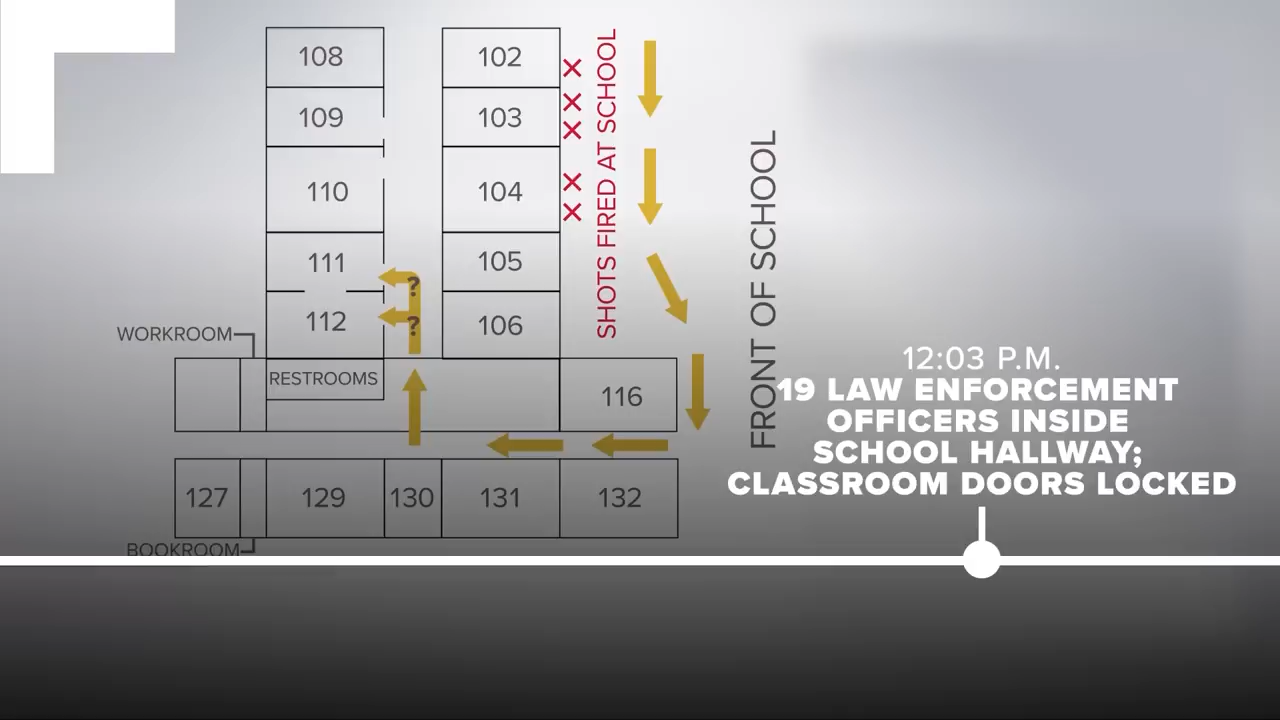 108
102
109
103
110
104
111
105
112
106
?
?
SHOTS FIRED AT SCHOOL
FRONT OF SCHOOL
WORKROOM
RESTROOMS
116
127
129
130
131
132
BOOKROOM
12:03 P.M.
19 LAW ENFORCEMENT
OFFICERS INSIDE
SCHOOL HALLWAY;
CLASSROOM DOORS LOCKED